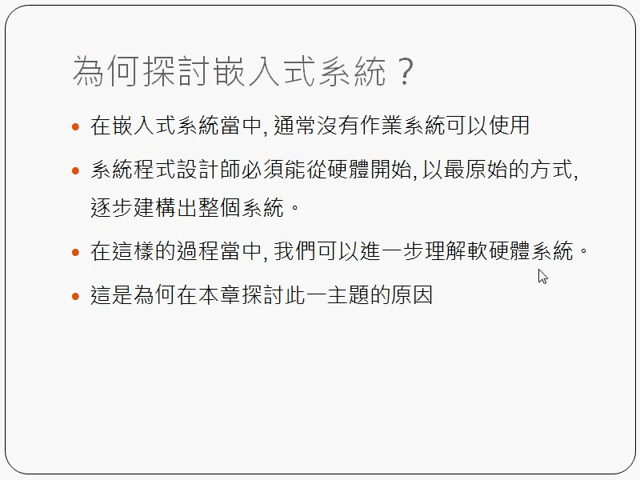 為何探討嵌入式系統？
在嵌入式系統當中, 通常沒有作業系統可以使用
系統程式設計師必須能從硬體開始, 以最原始的方式,
逐步建構出整個系統。
在這樣的過程當中, 我們可以進一步理解軟硬體系統。
這是為何在本章探討此一主題的原因